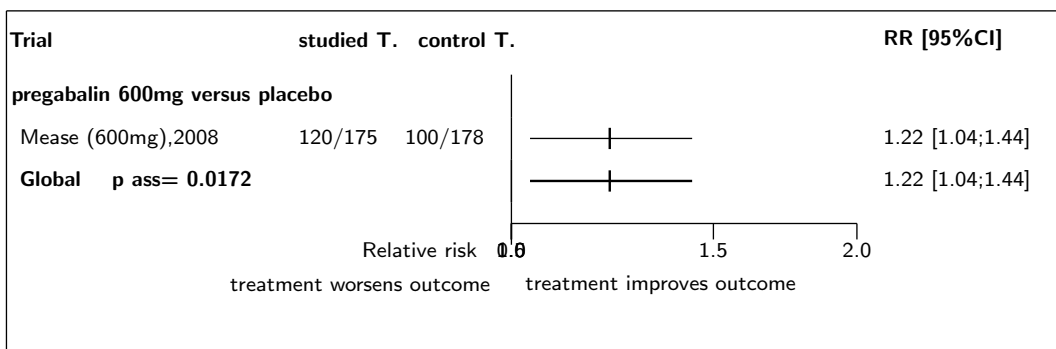 Trial studied T. control T. RR [95%CI]
pregabalin 600mg versus placebo
Mease (600mg),2008 120/175 100/178 1.22 [1.04;1.44]
Global p ass= 0.0172 1.22 [1.04;1.44]
Relative risk 1.5 2.0
treatment worsens outcome treatment improves outcome